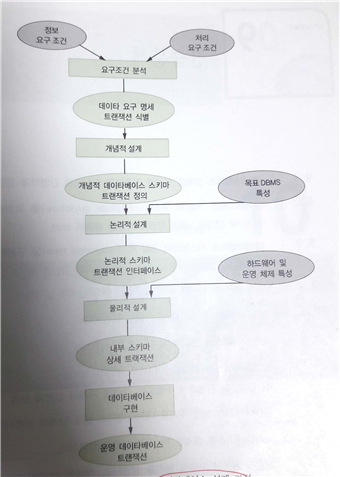 정보
요구 조건
처리
요구 조건
요구조건 분석
데이타 요구 명세
트랜잭션 식별
개념적 설계
개념적 데이타베이스 스키마
트랜잭션 정의
목표 DBMS
특성
논리적 설계
논리적 스키마
트랜잭션 인터페이스
하드웨어 및
운영 체제 특성
물리적 설계
내부 스키마
상세 트랙잭션
데이타베이스
구현
운영 데이타베이스
트랜잭션